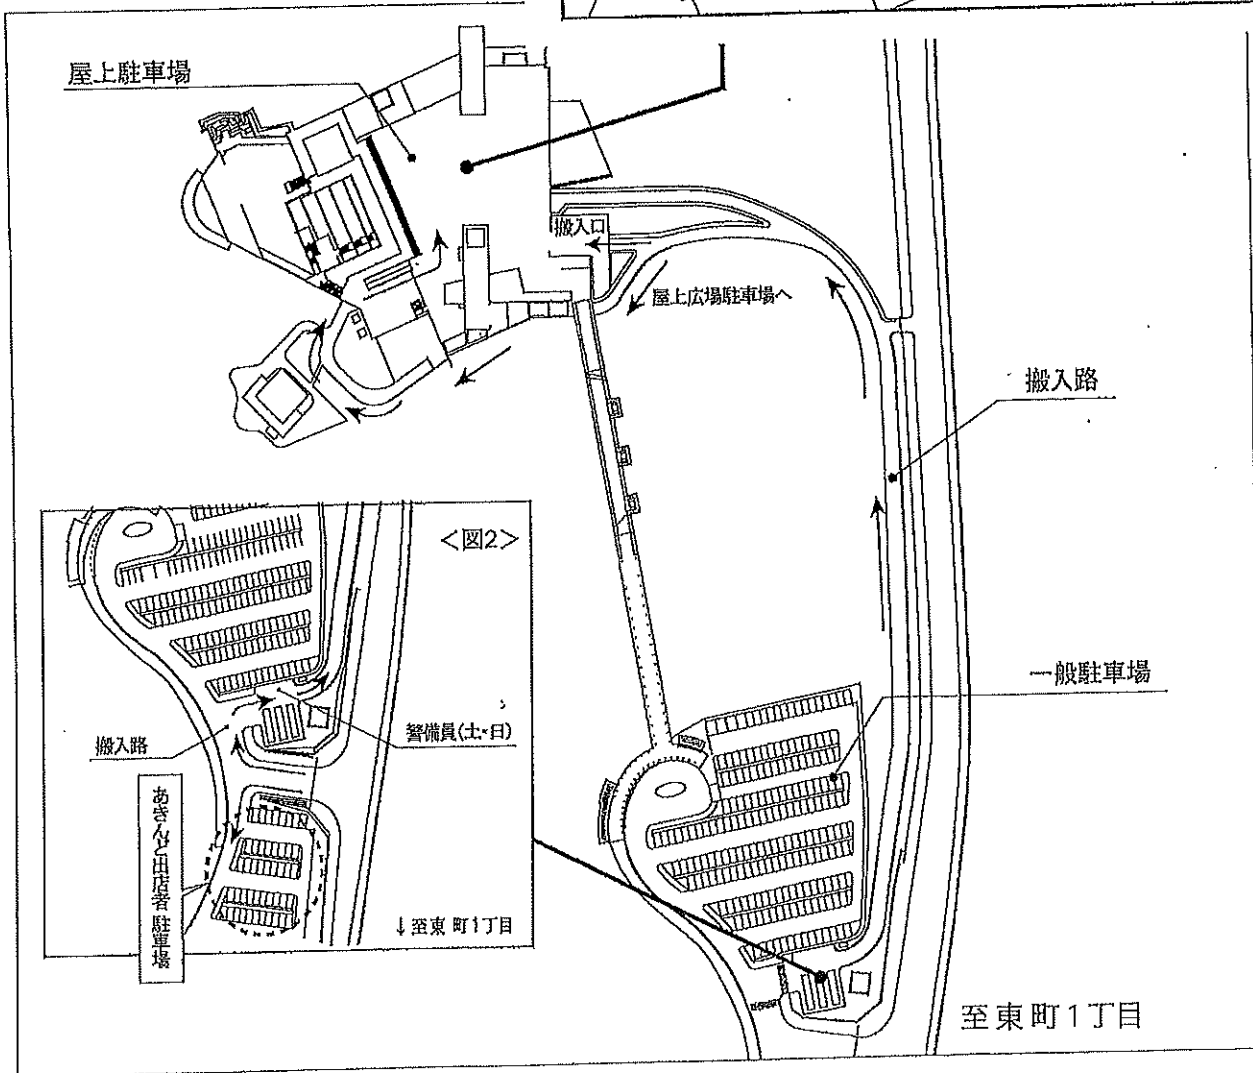 屋上駐車場
搬入口
屋上広場駐車場へ
搬入路
一般駐車場
<図2>
搬入路
警備員(土・日)
あきんど出店者 駐車場
↓至東町1丁目
至東町1丁目